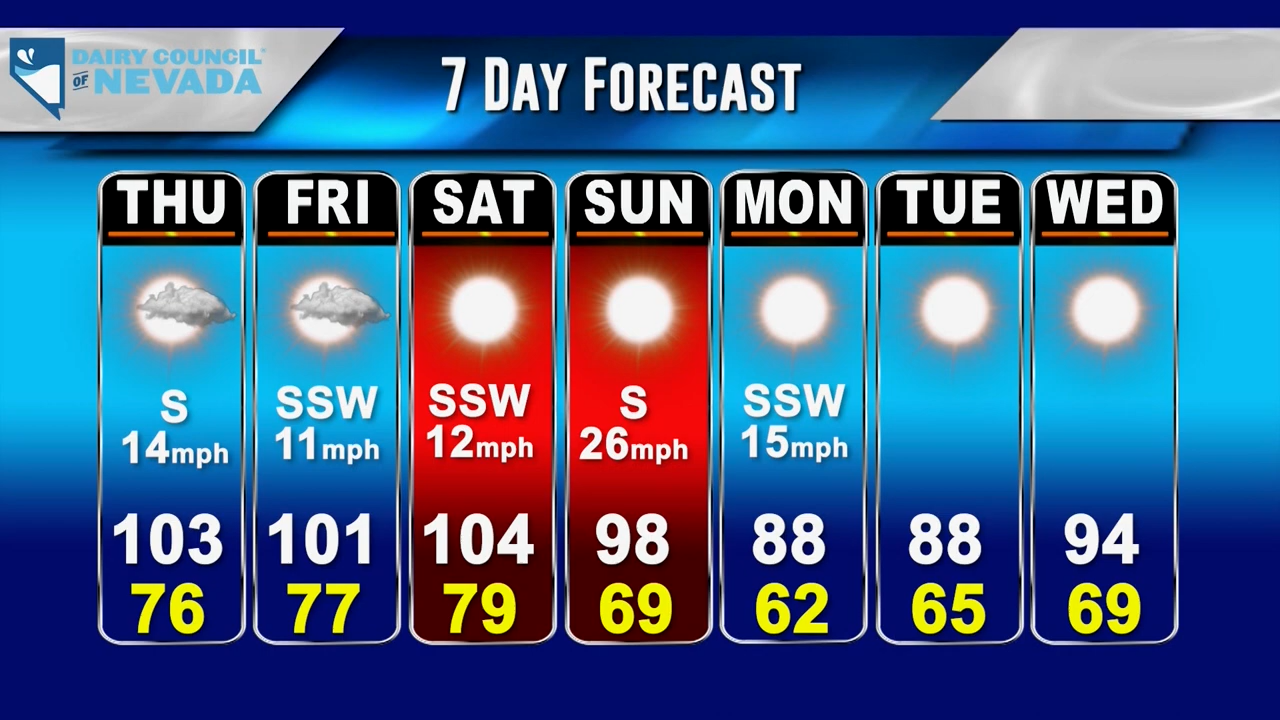 DAIRY COUNCIL
OF NEVADA
7 DAY FORECAST
THU FRI SAT SUN MON TUE WED
S SSW SSW S SSW
14mph 11mph 12mph 26mph 15mph
103 101 104 98 88 88 94
76 77 79 69 62 65 69